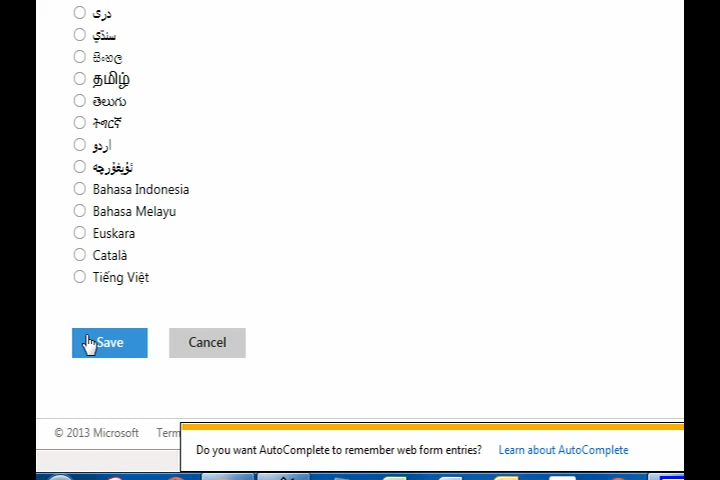 دری
سنڌي
සිංහල
தமிழ்
తెలుగు
ትግርኛ
اردو
ئۇيغۇرچە
Bahasa Indonesia
Bahasa Melayu
Euskara
Català
Tiếng Việt
Save
Cancel
© 2013 Microsoft
Term
Do you want AutoComplete to remember web form entries?
Learn about AutoComplete